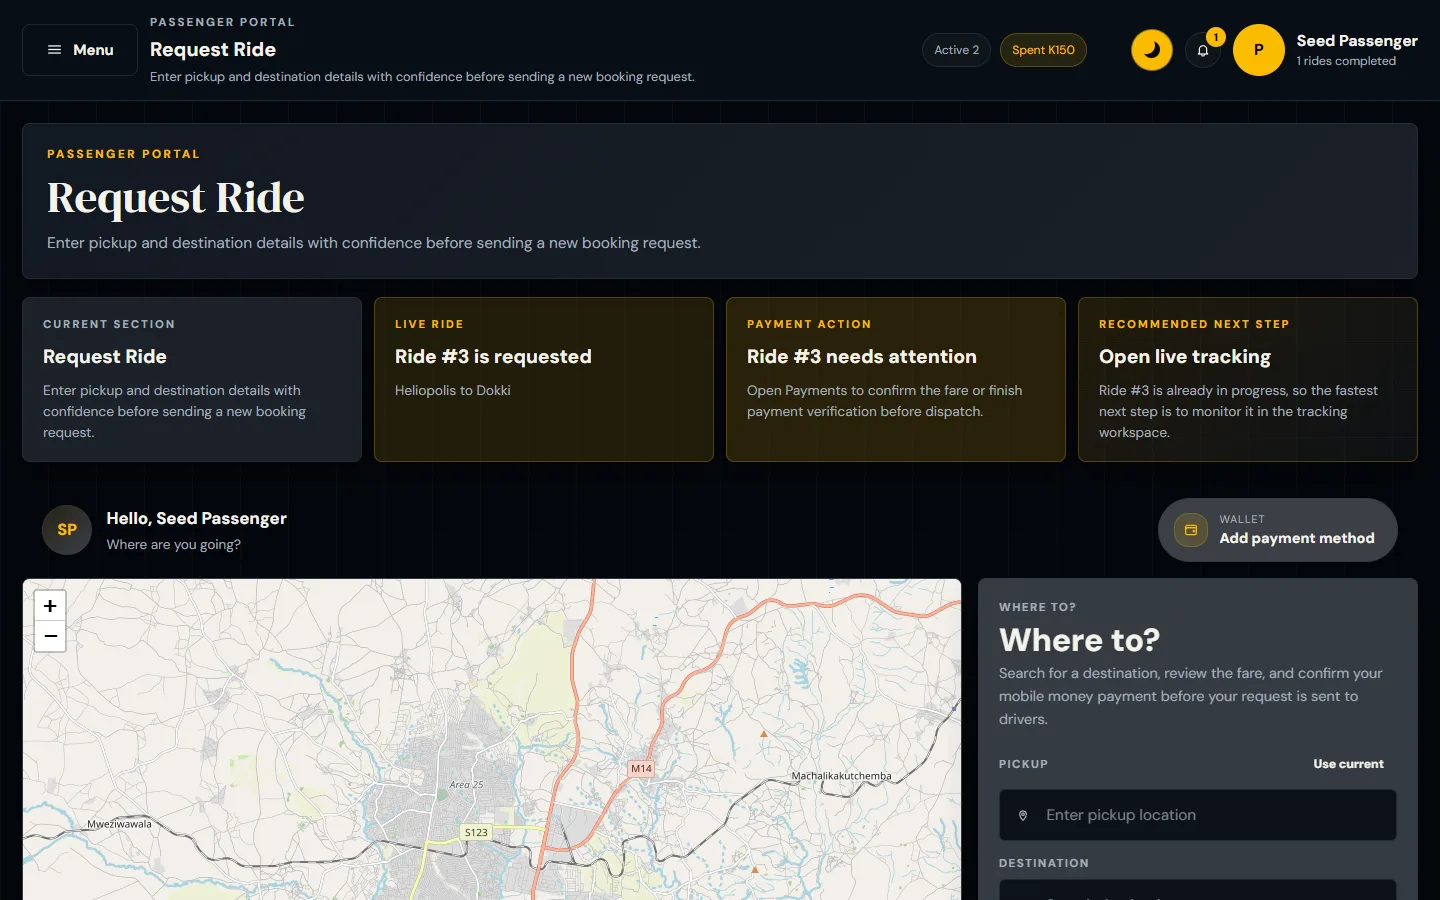 Menu
PASSENGER PORTAL
Request Ride
Enter pickup and destination details with confidence before sending a new booking request.
Active 2
Spent K150
1
P
Seed Passenger
1 rides completed
PASSENGER PORTAL
Request Ride
Enter pickup and destination details with confidence before sending a new booking request.
CURRENT SECTION
Request Ride
Enter pickup and destination details with
confidence before sending a new booking
request.
LIVE RIDE
Ride #3 is requested
Heliopolis to Dokki
PAYMENT ACTION
Ride #3 needs attention
Open Payments to confirm the fare or finish
payment verification before dispatch.
RECOMMENDED NEXT STEP
Open live tracking
Ride #3 is already in progress, so the fastest
next step is to monitor it in the tracking
workspace.
SP
Hello, Seed Passenger
Where are you going?
WALLET
Add payment method
+
−
M14
Area 25
Machalikakutchemba
Mweziwawala
S123
WHERE TO?
Where to?
Search for a destination, review the fare, and confirm your
mobile money payment before your request is sent to
drivers.
PICKUP
Use current
Enter pickup location
DESTINATION